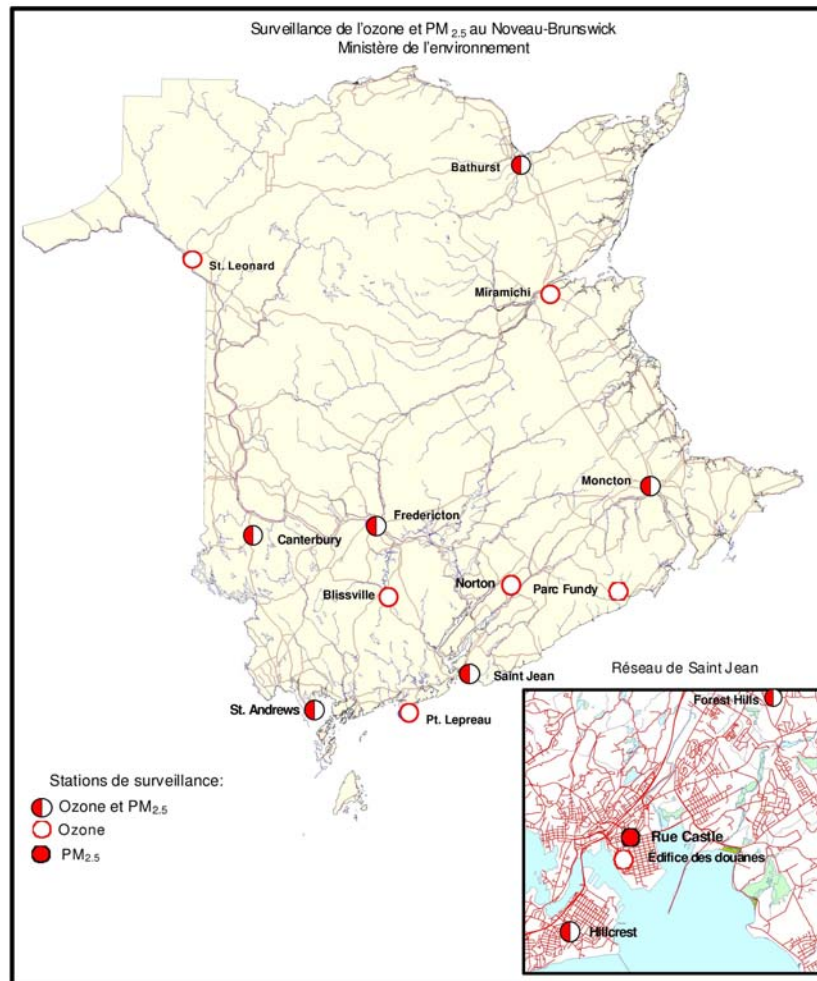 Surveillance de l'ozone et PM 2.5 au Noveau-Brunswick
Ministère de l'environnement
Bathurst
St. Leonard
Miramichi
Moncton
Fredericton
Canterbury
Norton
Parc Fundy
Blissville
Saint Jean
Réseau de Saint Jean
St. Andrews
Pt. Lepreau
Forest Hills
Stations de surveillance:
Ozone et PM2.5
Ozone
PM2.5
Rue Castle
Édifice des douanes
Hillcrest